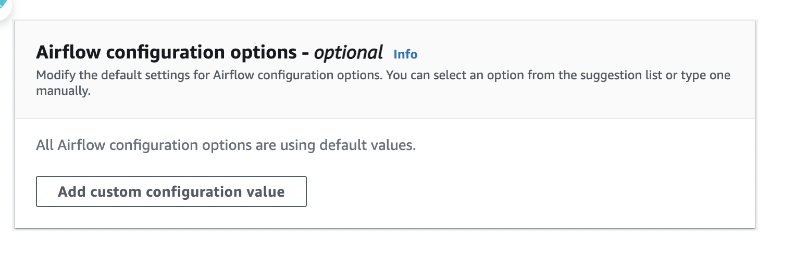 Airflow configuration options - optional Info
Modify the default settings for Airflow configuration options. You can select an option from the suggestion list or type one
manually.
All Airflow configuration options are using default values.
Add custom configuration value